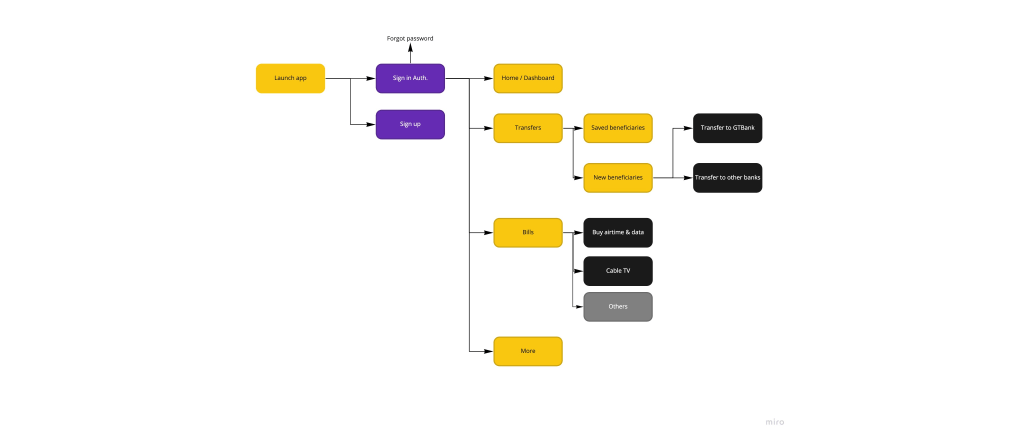 Forgot password
Launch app
Sign in Auth.
Home / Dashboard
Sign up
Transfers
Saved beneficiaries
Transfer to GTBank
New beneficiaries
Transfer to other banks
Bills
Buy airtime & data
Cable TV
Others
More
miro